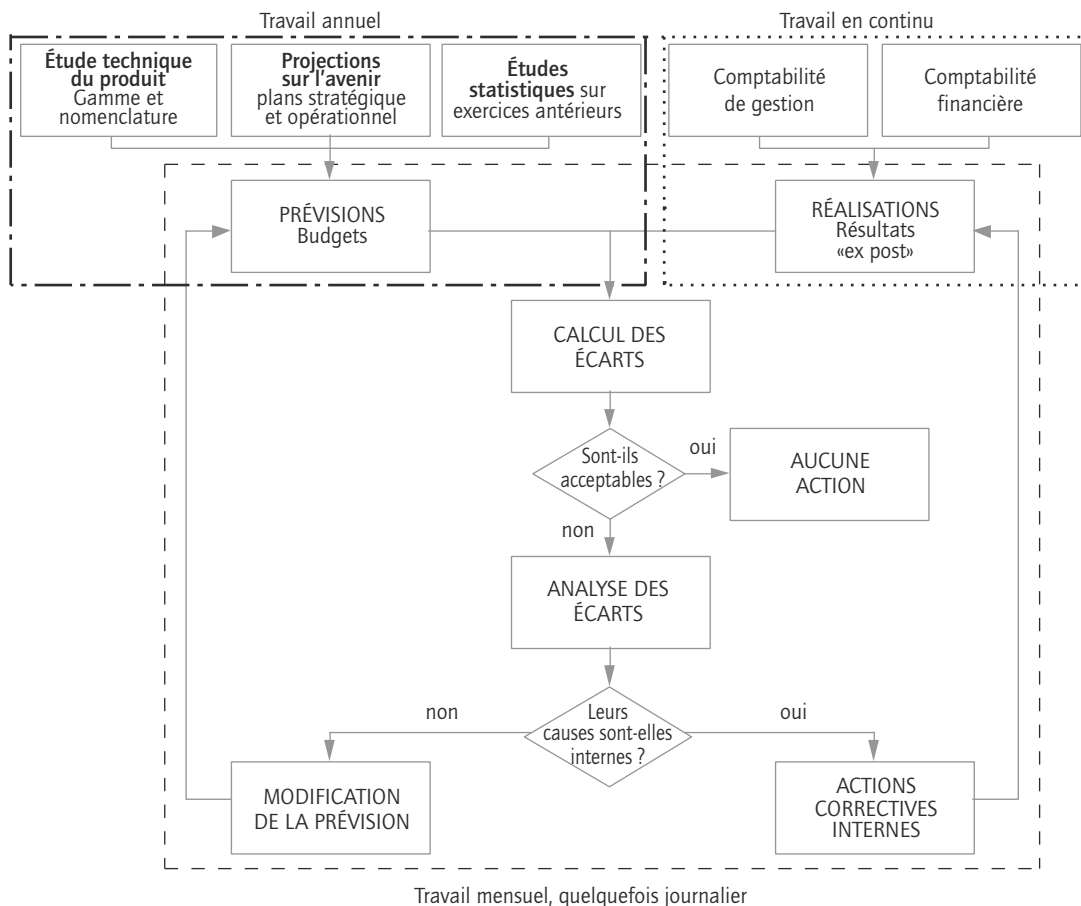 Travail annuel
Travail en continu
Étude technique
du produit
Gamme et
nomenclature
Projections
sur l'avenir
plans stratégique
et opérationnel
Études
statistiques sur
exercices antérieurs
Comptabilité
de gestion
Comptabilité
financière
PRÉVISIONS
Budgets
RÉALISATIONS
Résultats
«ex post»
CALCUL DES
ÉCARTS
Sont-ils
acceptables ?
oui
AUCUNE
ACTION
non
ANALYSE DES
ÉCARTS
Leurs
causes sont-elles
internes ?
non
oui
MODIFICATION
DE LA PRÉVISION
ACTIONS
CORRECTIVES
INTERNES
Travail mensuel, quelquefois journalier